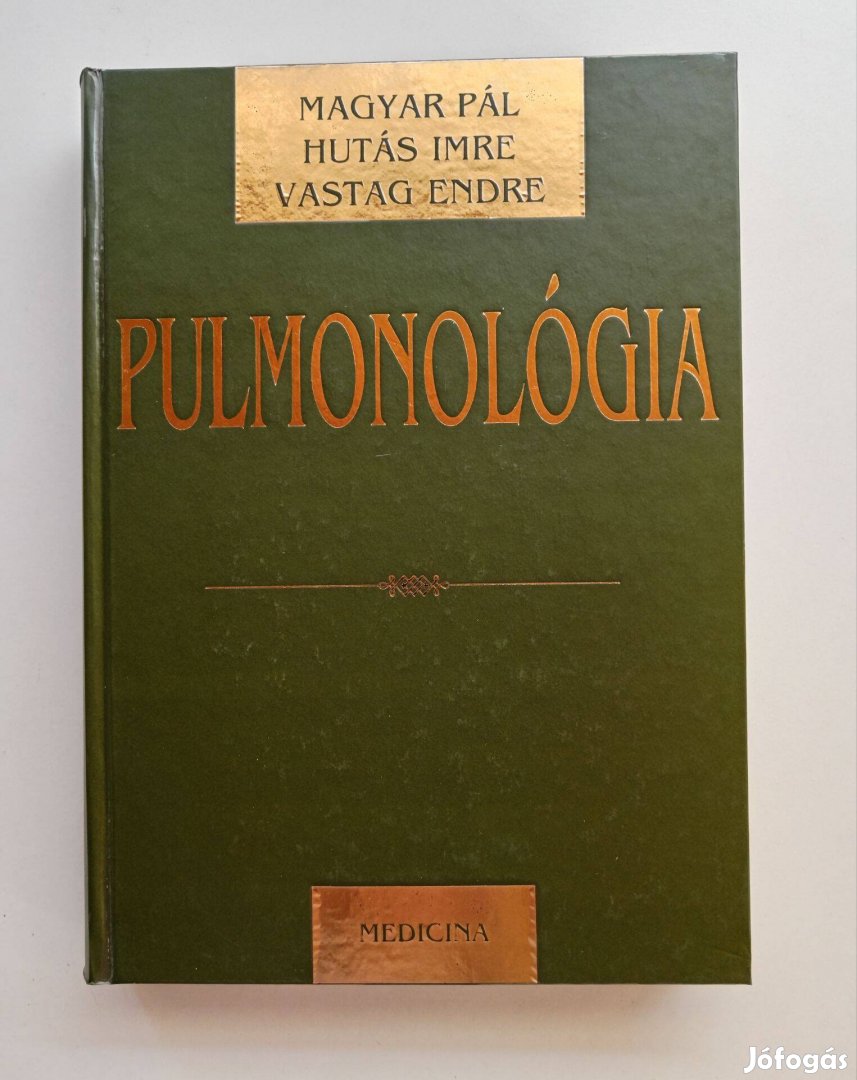 MAGYAR PÁL
HUTÁS IMRE
VASTAG ENDRE
PULMONOLÓGIA
MEDICINA
Jófogás